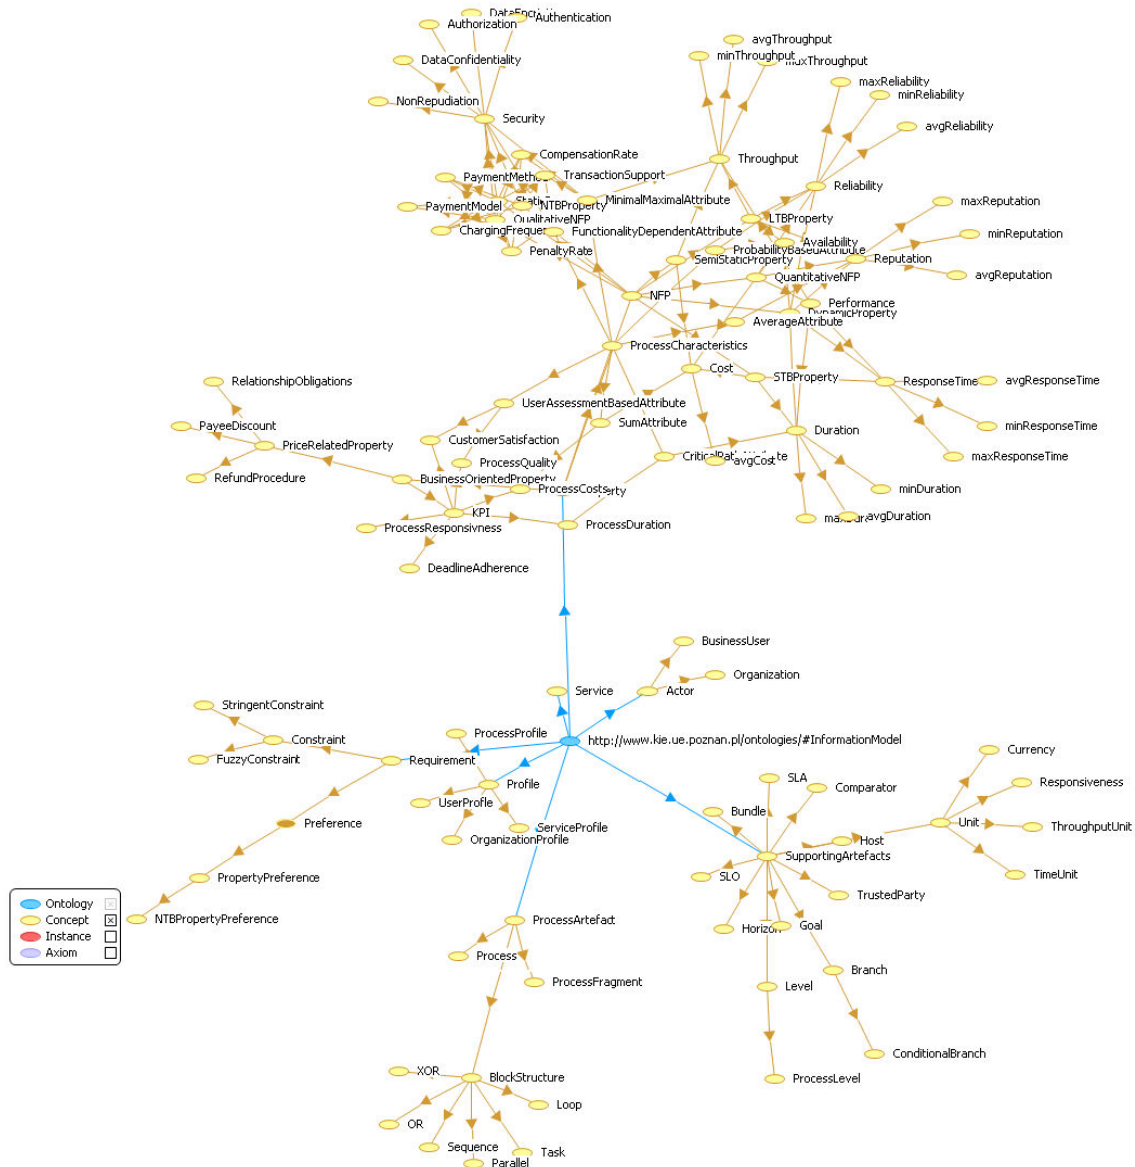 DataEncryption
Authorization
Authentication
DataConfidentiality
NonRepudiation
Security
avgThroughput
minThroughput
maxThroughput
maxReliability
minReliability
avgReliability
CompensationRate
Throughput
TransactionSupport
PaymentMethod
Reliability
MinimalMaximalAttribute
NTBProperty
PaymentModel
QualitativeNFP
LTBProperty
maxReputation
ChargingFrequency
FunctionalityDependentAttribute
minReputation
PenaltyRate
Availability
ProbabilityBasedAttribute
SemiStaticProperty
Reputation
avgReputation
QuantitativeNFP
NFP
Performance
DynamicProperty
AverageAttribute
ProcessCharacteristics
Cost
STBProperty
ResponseTime
avgResponseTime
RelationshipObligations
UserAssessmentBasedAttribute
PayeeDiscount
SumAttribute
minResponseTime
Duration
PriceRelatedProperty
CustomerSatisfaction
maxResponseTime
CriticalPathAttribute
avgCost
ProcessQuality
RefundProcedure
BusinessOrientedProperty
ProcessCosts
perty
minDuration
KPI
maxDura
avgDuration
ProcessResponsivness
ProcessDuration
DeadlineAdherence
BusinessUser
Organization
Service
Actor
StringentConstraint
ProcessProfile
Constraint
http://www.kie.ue.poznan.pl/ontologies/#InformationModel
FuzzyConstraint
Requirement
Currency
SLA
Profile
Comparator
Responsiveness
UserProfle
Bundle
Preference
ServiceProfile
Unit
ThroughputUnit
OrganizationProfile
Host
SupportingArtefacts
PropertyPreference
SLO
TimeUnit
TrustedParty
Ontology
Concept
Instance
Axiom
NTBPropertyPreference
ProcessArtefact
Horizon
Goal
Process
Branch
ProcessFragment
Level
ConditionalBranch
XOR
BlockStructure
ProcessLevel
Loop
OR
Sequence
Task
Parallel